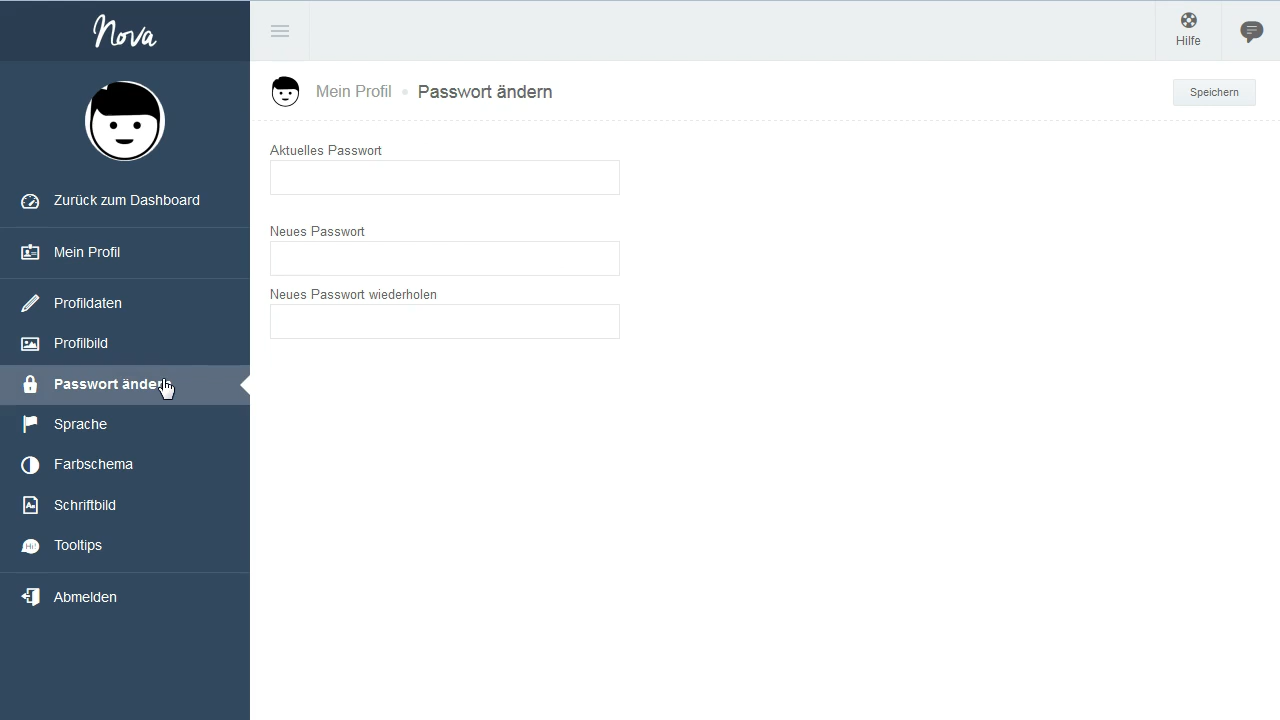 Nova
Hilfe
Mein Profil • Passwort ändern
Speichern
Zurück zum Dashboard
Mein Profil
Profildaten
Profilbild
Passwort ändern
Sprache
Farbschema
Schriftbild
Tooltips
Abmelden
Aktuelles Passwort
Neues Passwort
Neues Passwort wiederholen